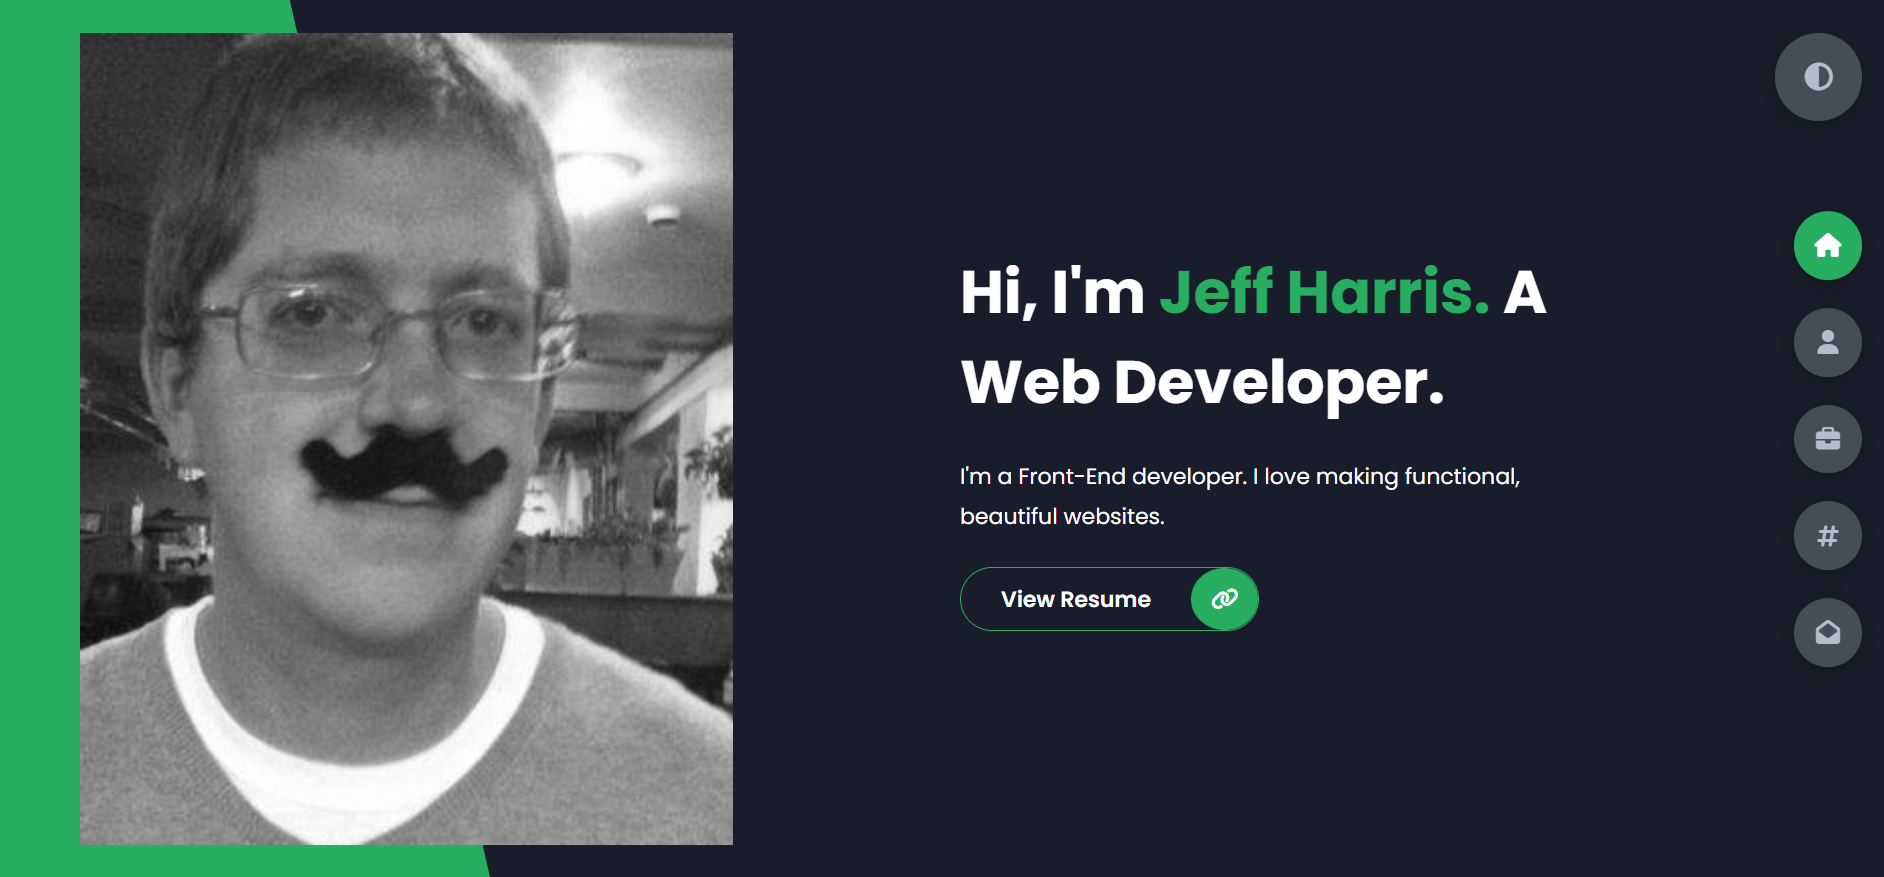 Hi, I'm Jeff Harris. A
Web Developer.
I'm a Front-End developer. I love making functional,
beautiful websites.
View Resume